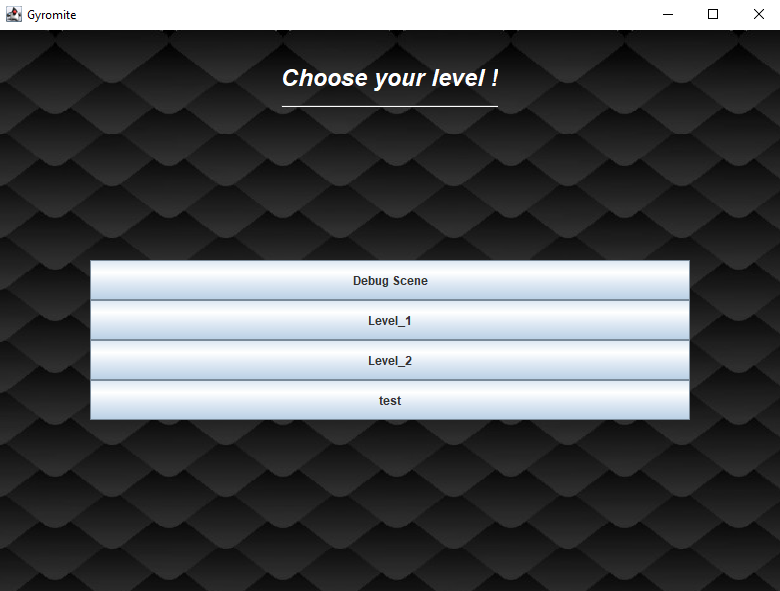 Gyromite
Choose your level !
Debug Scene
Level_1
Level_2
test